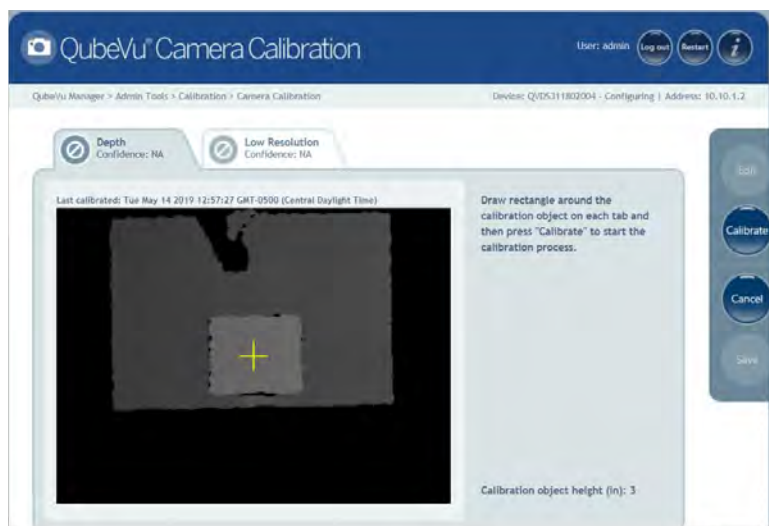 QubeVu® Camera Calibration
User: admin
Log out
Restart
i
QubeVu Manager > Admin Tools > Calibration > Camera Calibration
Device: QVDS311802004 - Configuring | Address: 10.10.1.2
Depth
Confidence: NA
Low Resolution
Confidence: NA
Edit
Last calibrated: Tue May 14 2019 12:57:27 GMT-0500 (Central Daylight Time)
Draw rectangle around the
calibration object on each tab and
then press "Calibrate" to start the
calibration process.
Calibrate
Cancel
Save
Calibration object height (in): 3